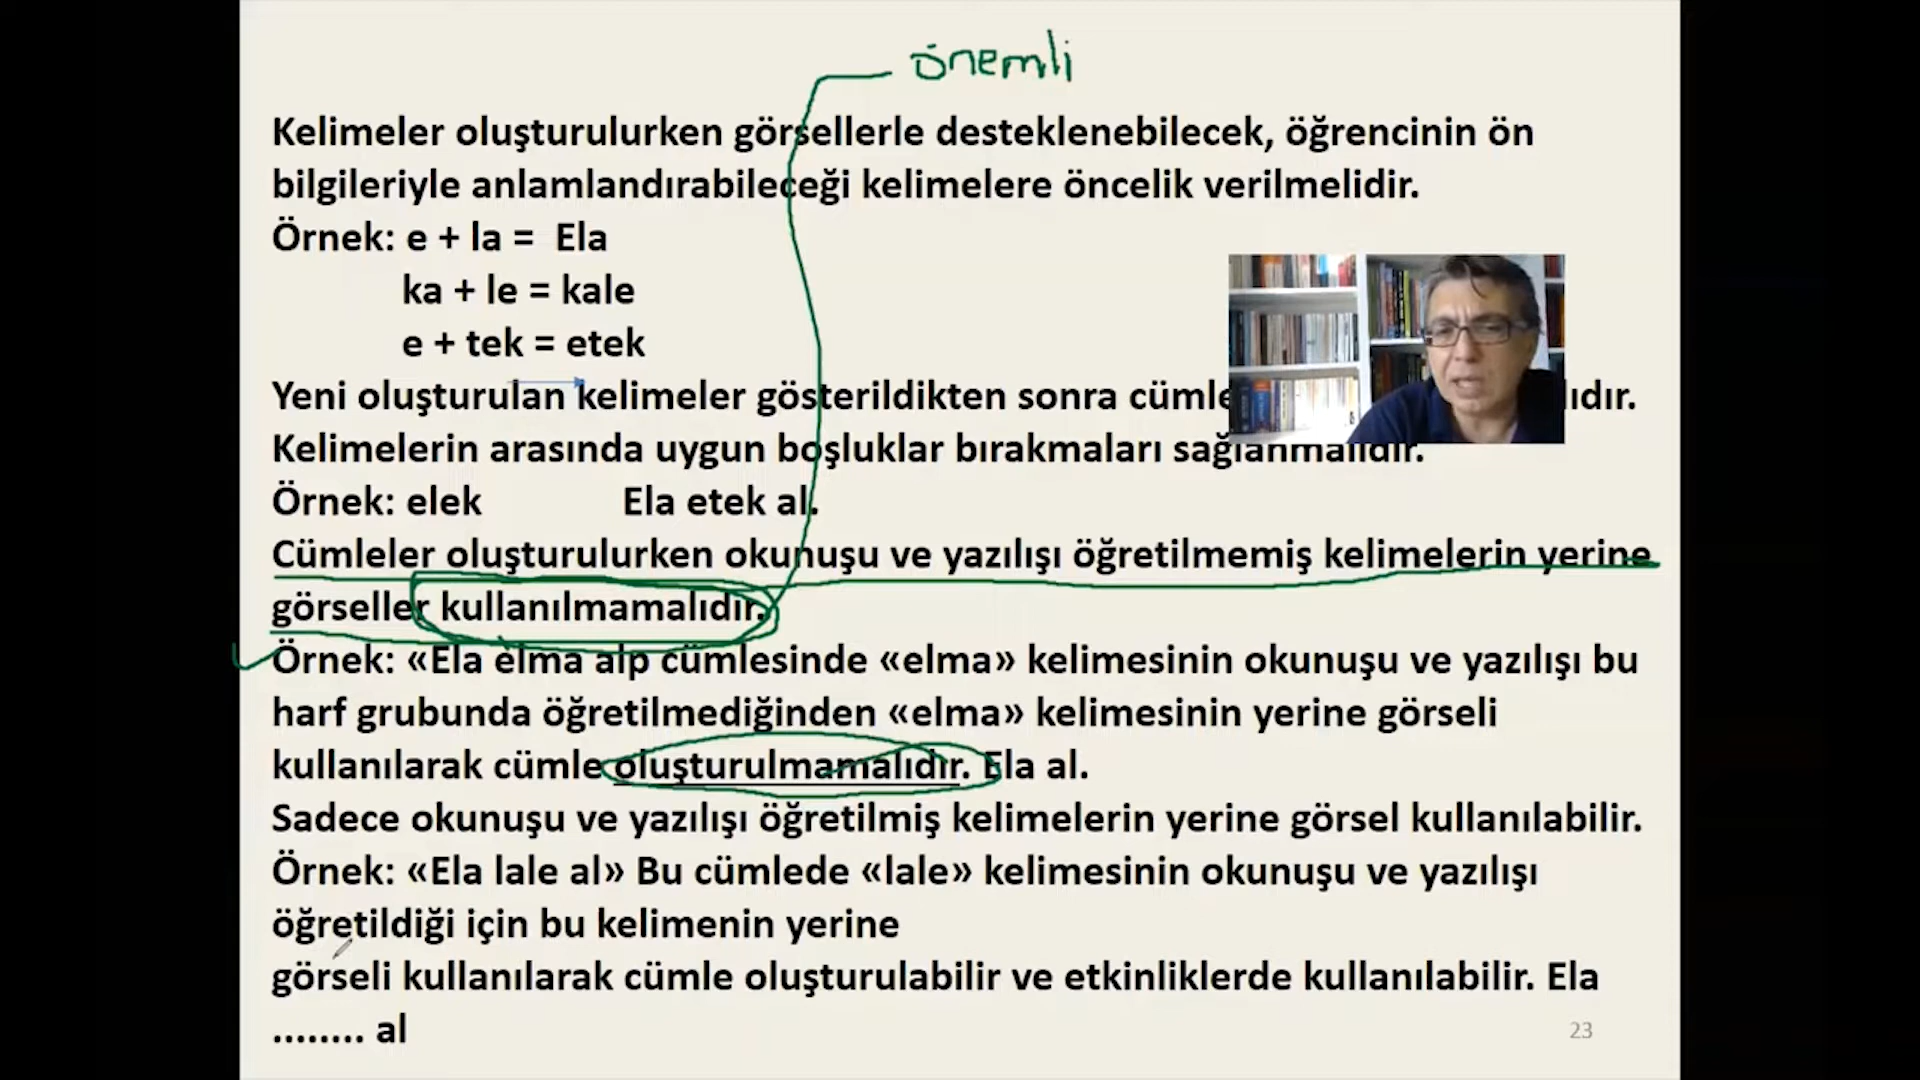 önemli
Kelimeler oluşturulurken görsellerle desteklenebilecek, öğrencinin ön
bilgileriyle anlamlandırabileceği kelimelere öncelik verilmelidir.
Örnek: e + la = Ela
ka + le = kale
e + tek = etek
Yeni oluşturulan kelimeler gösterildikten sonra
Kelimelerin arasında uygun boşluklar bırakmaları sağlanmalıdır.
Örnek: elek Ela etek al.
Cümleler oluşturulurken okunuşu ve yazılışı öğretilmemiş kelimelerin yerine
görseller kullanılmamalıdır.
Örnek: «Ela elma alp cümlesinde «elma» kelimesinin okunuşu ve yazılışı bu
harf grubunda öğretilmediğinden «elma» kelimesinin yerine görseli
kullanılarak cümle oluşturulmamalıdır. Ela al.
Sadece okunuşu ve yazılışı öğretilmiş kelimelerin yerine görsel kullanılabilir.
Örnek: «Ela lale al» Bu cümlede «lale» kelimesinin okunuşu ve yazılışı
öğretildiği için bu kelimenin yerine
görseli kullanılarak cümle oluşturulabilir ve etkinliklerde kullanılabilir. Ela
........ al
23